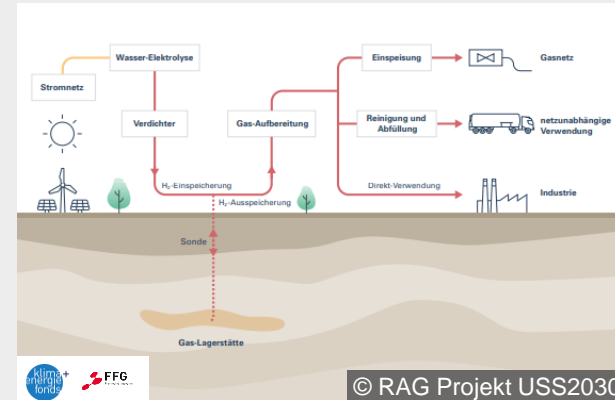 Wasser-Elektrolyse
Stromnetz
Verdichter
Gas-Aufbereitung
Einspeisung
Gasnetz
Reinigung und
Abfüllung
netzunabhängige
Verwendung
H₂-Einspeicherung
H₂-Ausspeicherung
Direkt-Verwendung
Industrie
Sonde
Gas-Lagerstätte
klima+
energie
fonds
FFG
© RAG Projekt USS2030